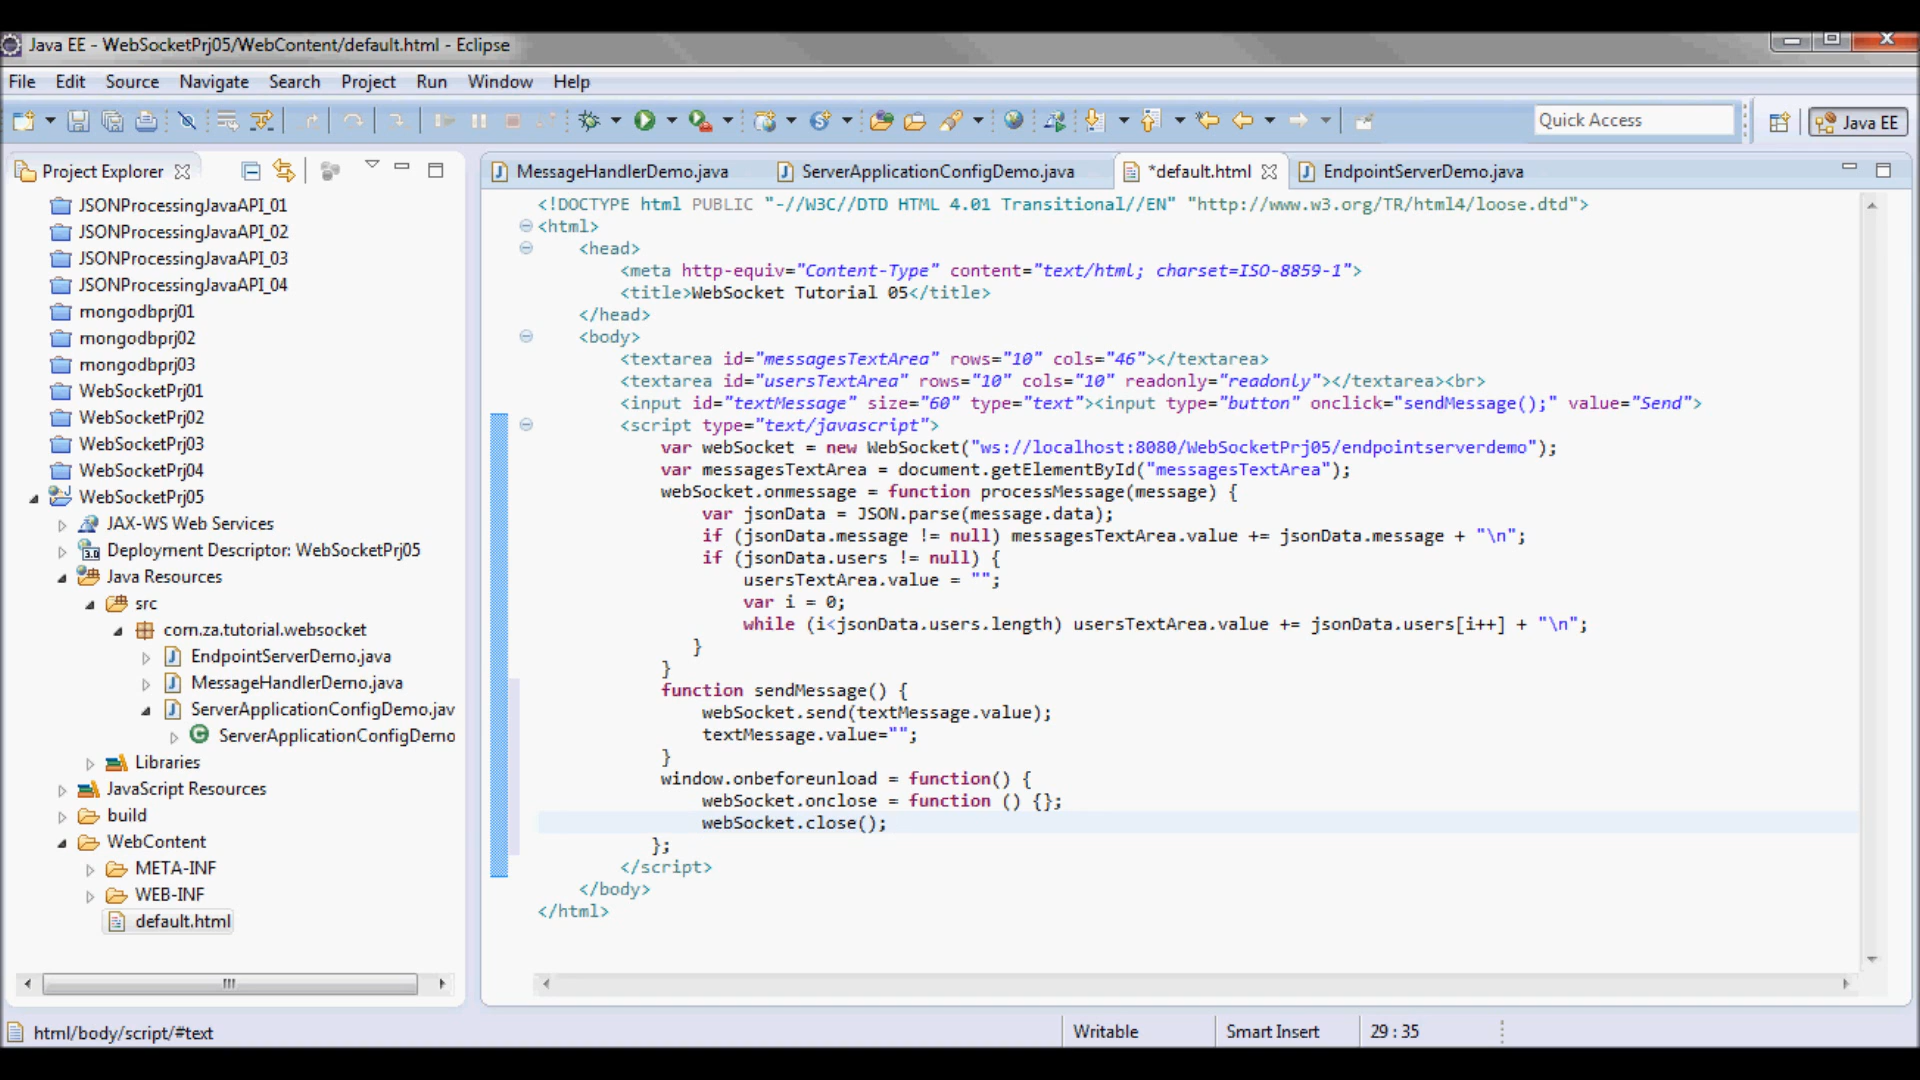 Java EE - WebSocketPrj05/WebContent/default.html - Eclipse
File Edit Source Navigate Search Project Run Window Help
Quick Access
Java EE
Project Explorer
JSONProcessingJavaAPI_01
JSONProcessingJavaAPI_02
JSONProcessingJavaAPI_03
JSONProcessingJavaAPI_04
mongodbprj01
mongodbprj02
mongodbprj03
WebSocketPrj01
WebSocketPrj02
WebSocketPrj03
WebSocketPrj04
WebSocketPrj05
JAX-WS Web Services
3.0 Deployment Descriptor: WebSocketPrj05
Java Resources
src
com.za.tutorial.websocket
EndpointServerDemo.java
MessageHandlerDemo.java
ServerApplicationConfigDemo.jav
ServerApplicationConfigDemo
Libraries
JavaScript Resources
build
WebContent
META-INF
WEB-INF
default.html
MessageHandlerDemo.java ServerApplicationConfigDemo.java *default.html EndpointServerDemo.java
<!DOCTYPE html PUBLIC "-//W3C//DTD HTML 4.01 Transitional//EN" "http://www.w3.org/TR/html4/loose.dtd">
<html>
<head>
<meta http-equiv="Content-Type" content="text/html; charset=ISO-8859-1">
<title>WebSocket Tutorial 05</title>
</head>
<body>
<textarea id="messagesTextArea" rows="10" cols="46"></textarea>
<textarea id="usersTextArea" rows="10" cols="10" readonly="readonly"></textarea><br>
<input id="textMessage" size="60" type="text"><input type="button" onclick="sendMessage();" value="Send">
<script type="text/javascript">
var webSocket = new WebSocket("ws://localhost:8080/WebSocketPrj05/endpointserverdemo");
var messagesTextArea = document.getElementById("messagesTextArea");
webSocket.onmessage = function processMessage(message) {
var jsonData = JSON.parse(message.data);
if (jsonData.message != null) messagesTextArea.value += jsonData.message + "\n";
if (jsonData.users != null) {
usersTextArea.value = "";
var i = 0;
while (i<jsonData.users.length) usersTextArea.value += jsonData.users[i++] + "\n";
}
}
function sendMessage() {
webSocket.send(textMessage.value);
textMessage.value="";
}
window.onbeforeunload = function() {
webSocket.onclose = function () {};
webSocket.close();
};
</script>
</body>
</html>
html/body/script/#text
Writable
Smart Insert
29 : 35